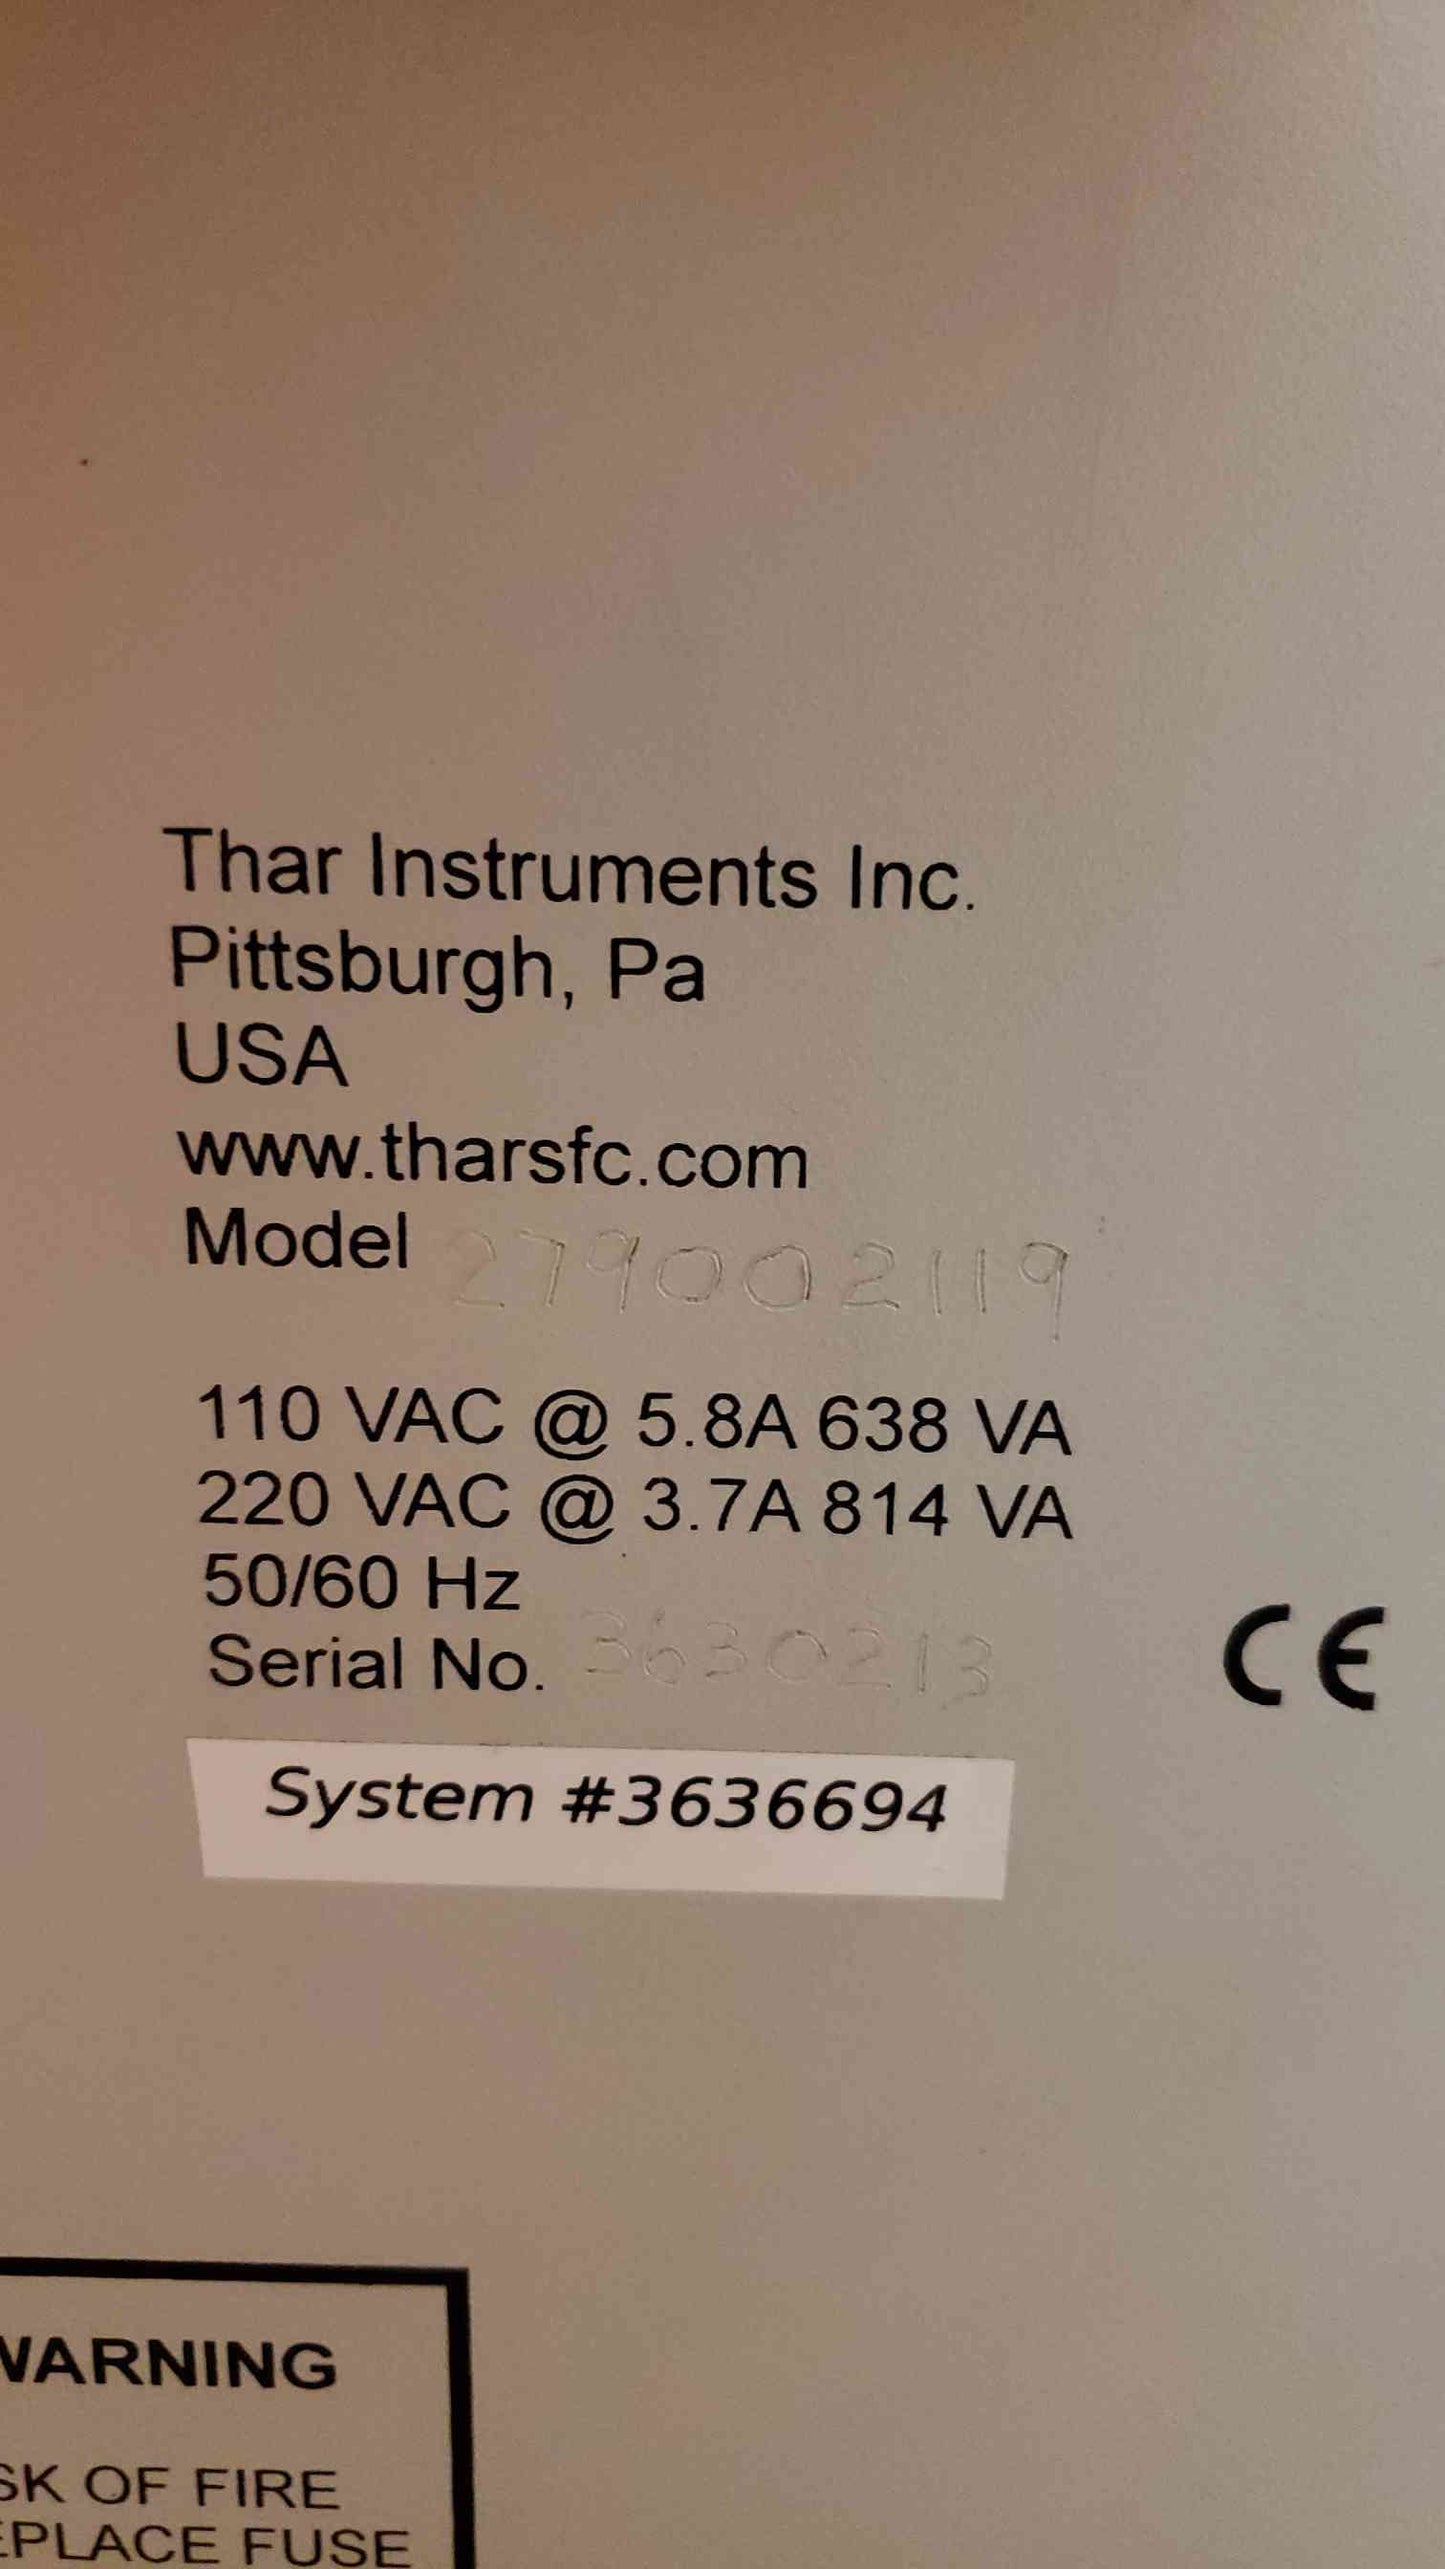 Thar Instruments Inc.
Pittsburgh, Pa
USA
www.tharsfc.com
Model 279002119
110 VAC @ 5.8A 638 VA
220 VAC @ 3.7A 814 VA
50/60 Hz
Serial No. 3630213
CE
System #3636694
WARNING
SK OF FIRE
EPLACE FUSE